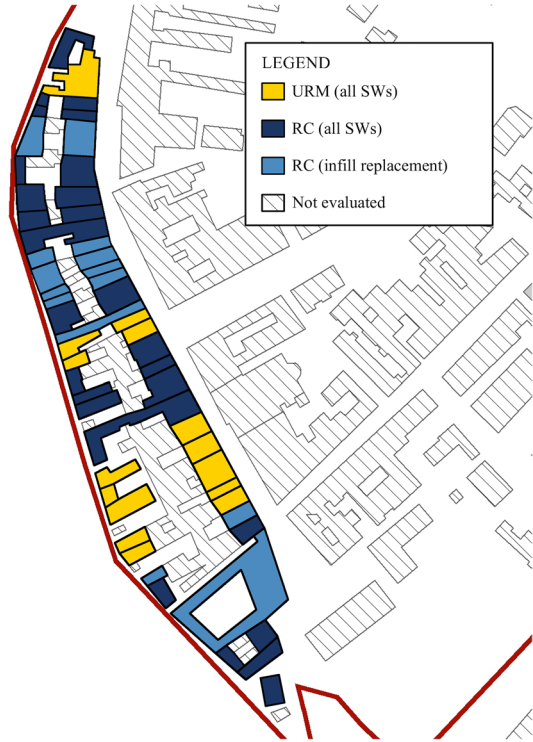 LEGEND
URM (all SWs)
RC (all SWs)
RC (infill replacement)
Not evaluated